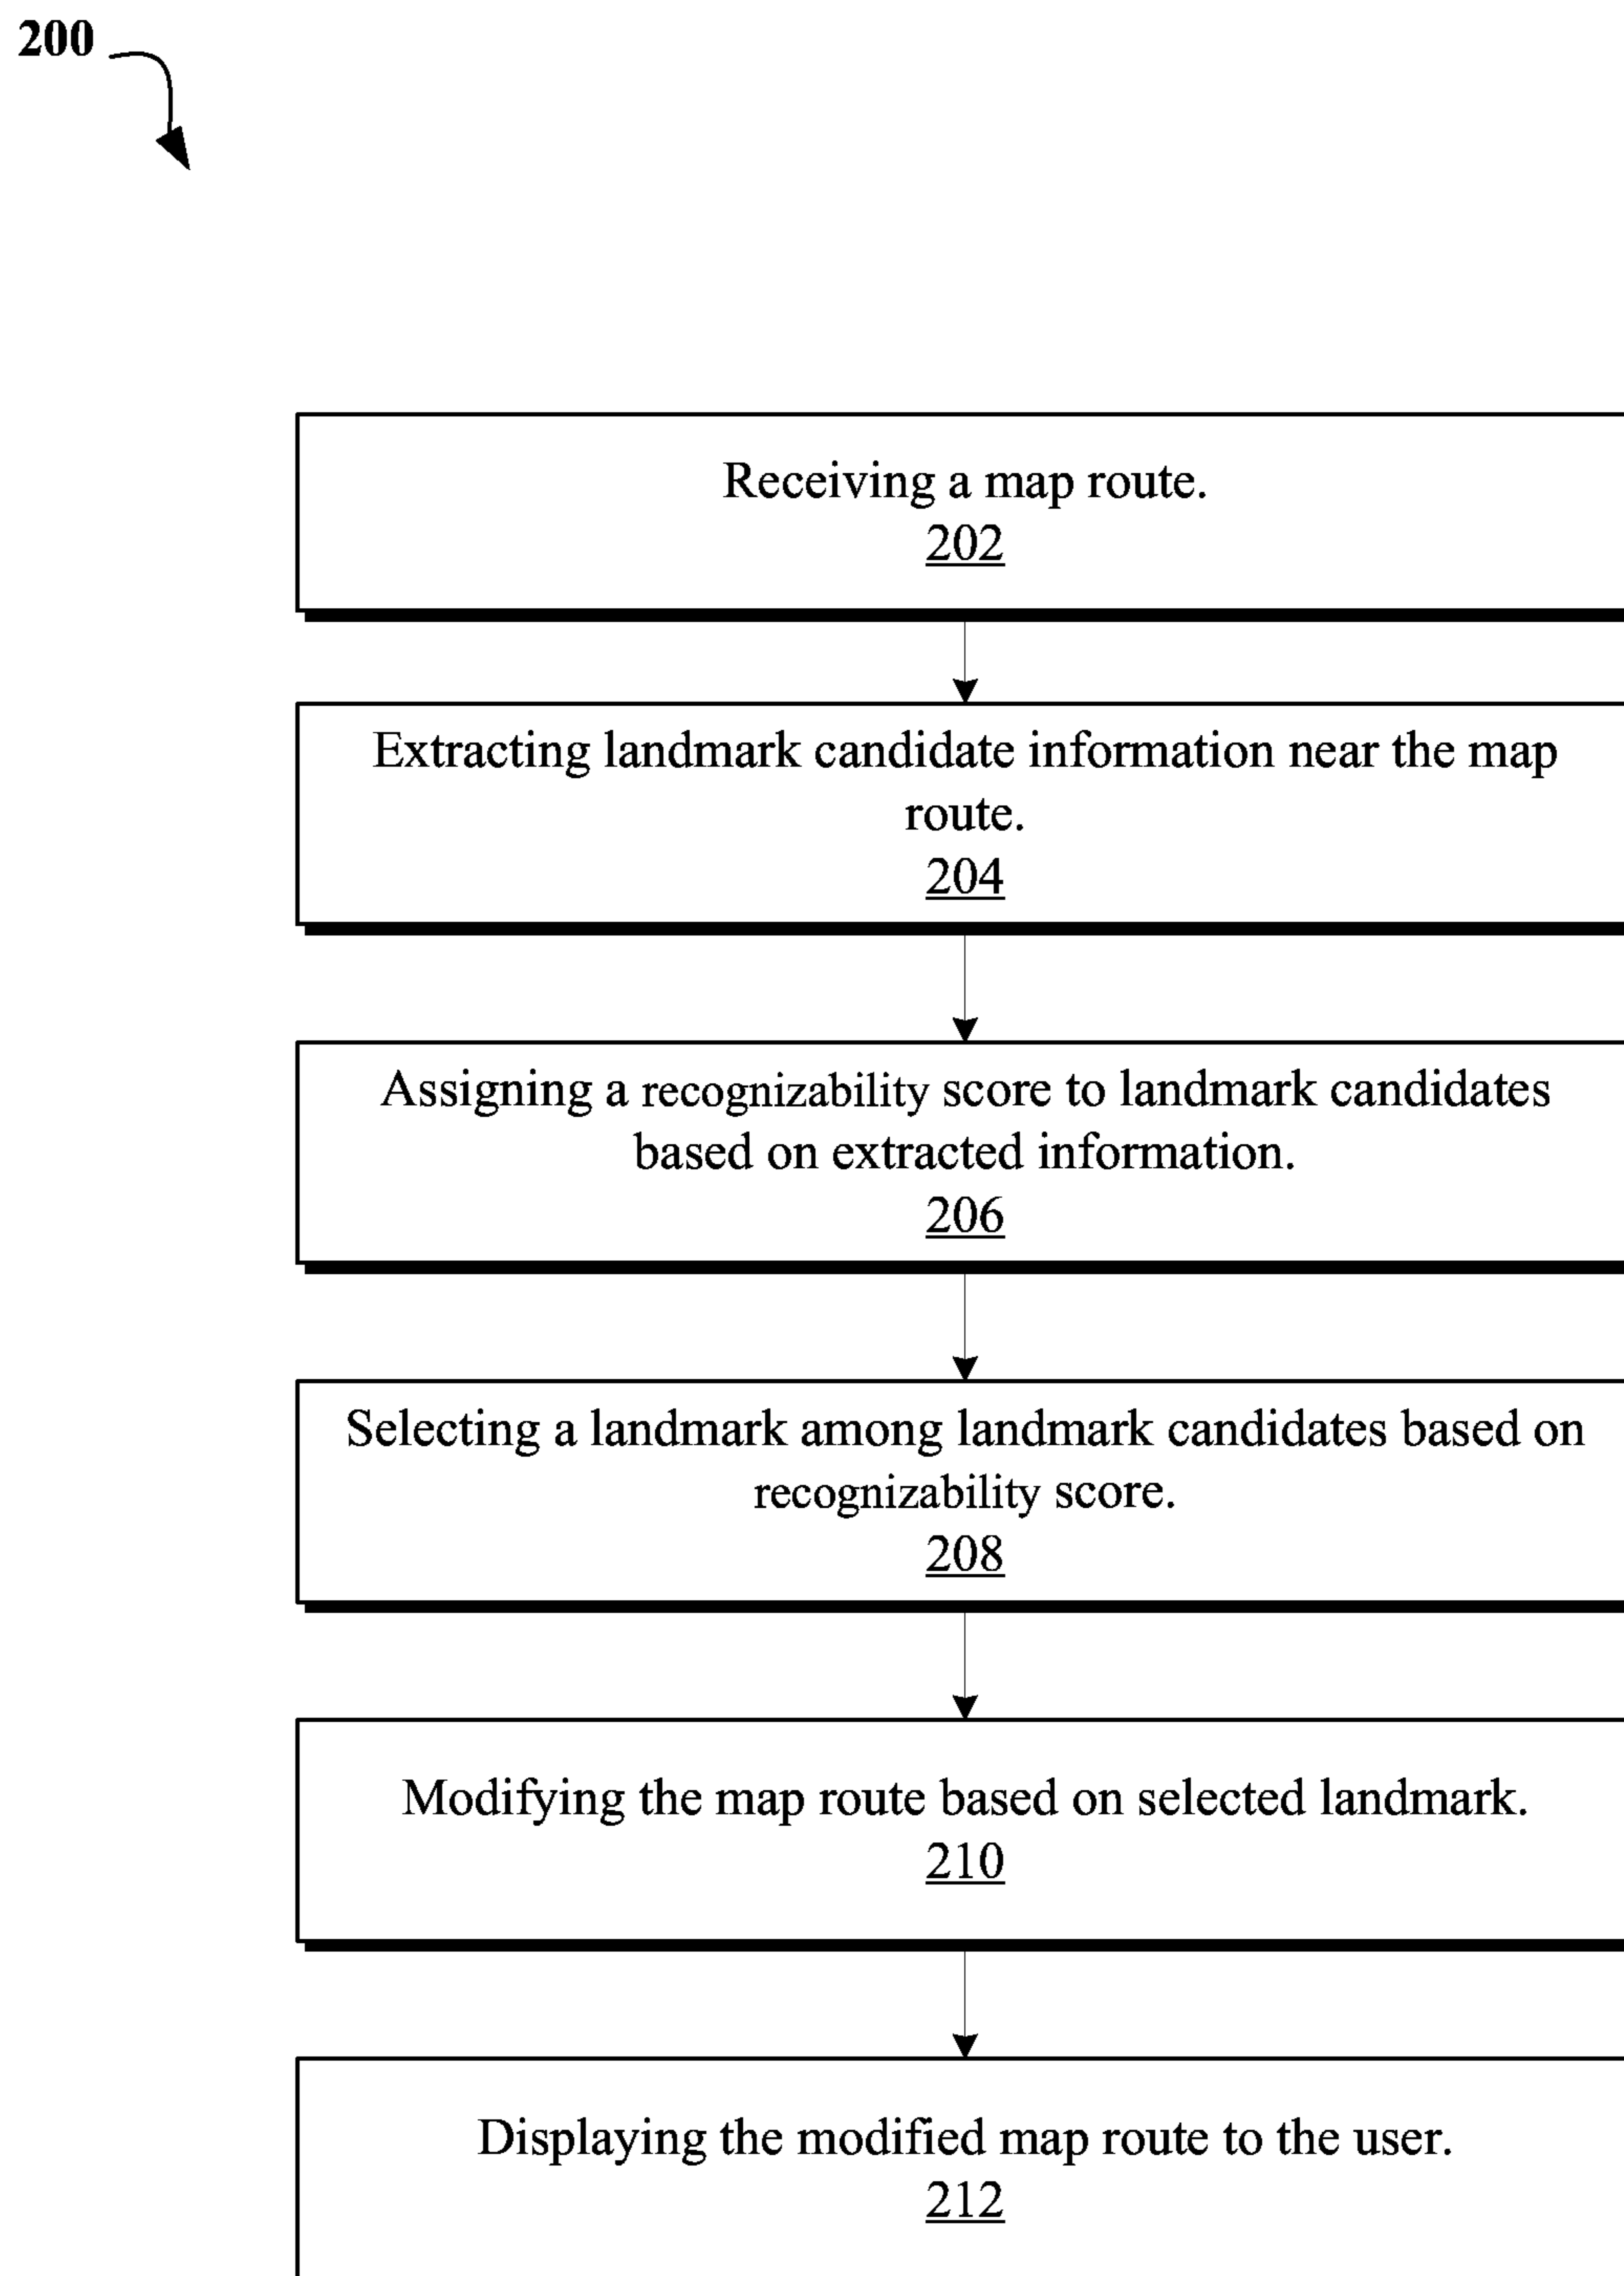 200
Receiving a map route.
202
Extracting landmark candidate information near the map
route.
204
Assigning a recognizability score to landmark candidates
based on extracted information.
206
Selecting a landmark among landmark candidates based on
recognizability score.
208
Modifying the map route based on selected landmark.
210
Displaying the modified map route to the user.
212